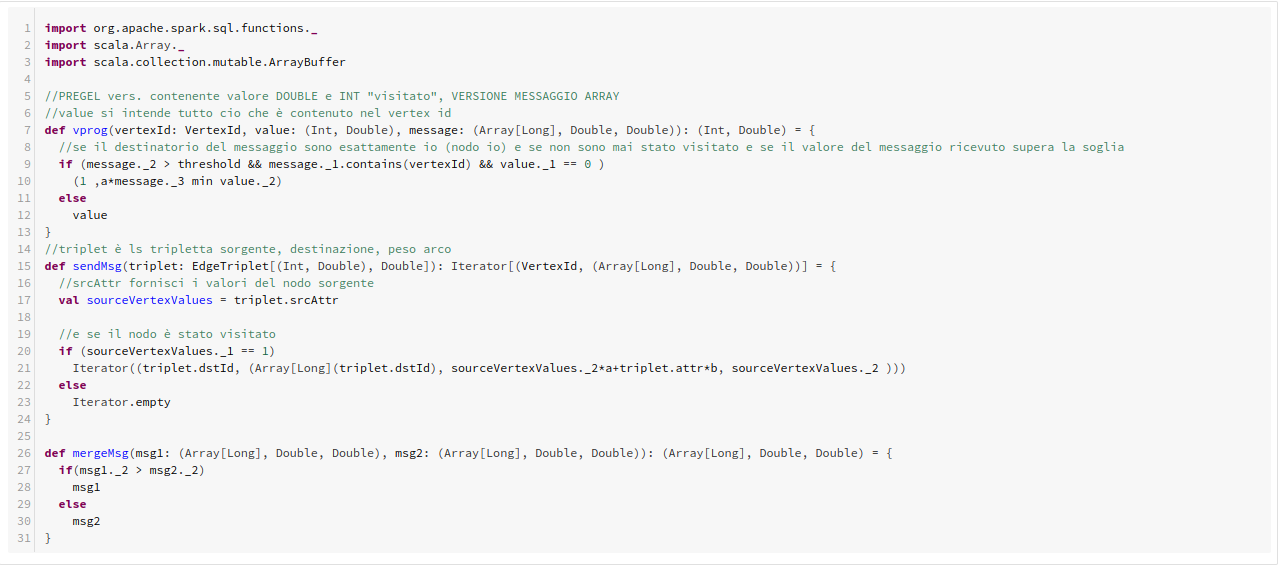 1 import org.apache.spark.sql.functions._
2 import scala.Array._
3 import scala.collection.mutable.ArrayBuffer
4
5 //PREGEL vers. contenente valore DOUBLE e INT "visitato", VERSIONE MESSAGGIO ARRAY
6 //value si intende tutto cio che è contenuto nel vertex id
7 def vprog(vertexId: VertexId, value: (Int, Double), message: (Array[Long], Double, Double)): (Int, Double) = {
8   //se il destinatorio del messaggio sono esattamente io (nodo io) e se non sono mai stato visitato e se il valore del messaggio ricevuto supera la soglia
9   if (message._2 > threshold && message._1.contains(vertexId) && value._1 == 0 )
10     (1 ,a*message._3 min value._2)
11   else
12     value
13 }
14 //triplet è ls tripletta sorgente, destinazione, peso arco
15 def sendMsg(triplet: EdgeTriplet[(Int, Double), Double]): Iterator[(VertexId, (Array[Long], Double, Double))] = {
16   //srcAttr fornisci i valori del nodo sorgente
17   val sourceVertexValues = triplet.srcAttr
18
19   //e se il nodo è stato visitato
20   if (sourceVertexValues._1 == 1)
21     Iterator((triplet.dstId, (Array[Long](triplet.dstId), sourceVertexValues._2*a+triplet.attr*b, sourceVertexValues._2 )))
22   else
23     Iterator.empty
24 }
25
26 def mergeMsg(msg1: (Array[Long], Double, Double), msg2: (Array[Long], Double, Double)): (Array[Long], Double, Double) = {
27   if(msg1._2 > msg2._2)
28     msg1
29   else
30     msg2
31 }